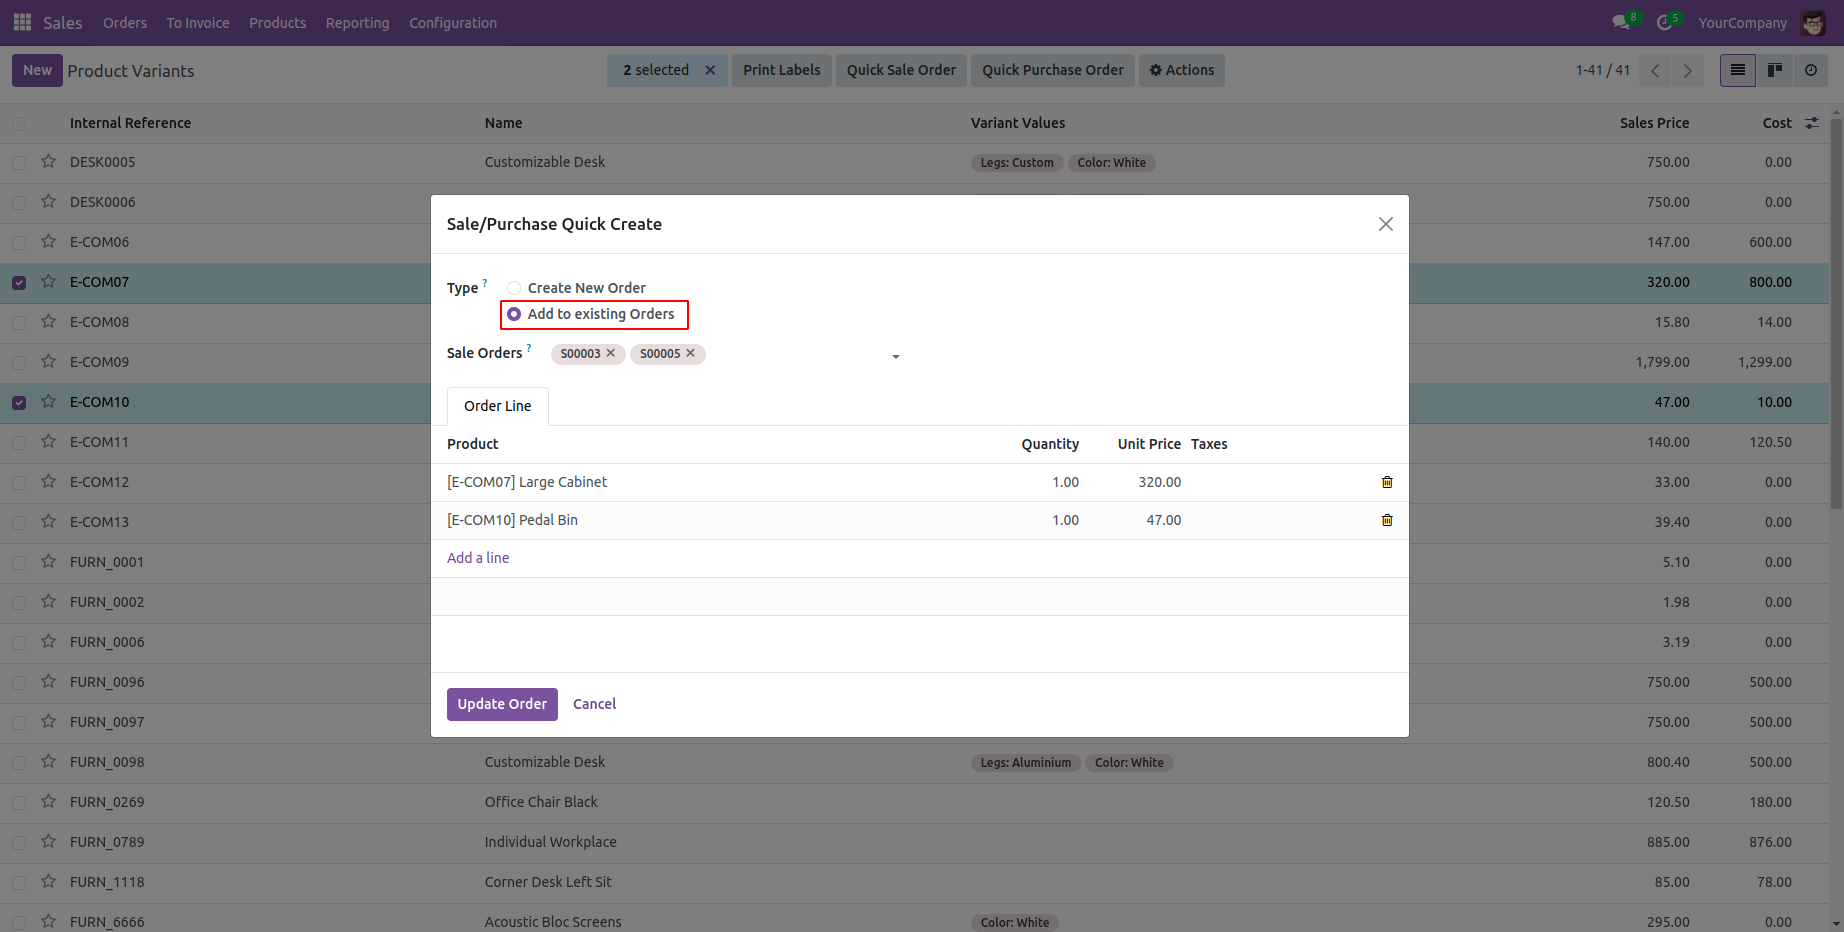 Sales Orders To Invoice Products Reporting Configuration 8 5 YourCompany
New Product Variants 2 selected Print Labels Quick Sale Order Quick Purchase Order Actions 1-41 / 41
Internal Reference Name Variant Values Sales Price Cost
DESK0005 Customizable Desk Legs: Custom Color: White 750.00 0.00
DESK0006 750.00 0.00
E-COM06 147.00 600.00
E-COM07 320.00 800.00
E-COM08 15.80 14.00
E-COM09 1,799.00 1,299.00
E-COM10 47.00 10.00
E-COM11 140.00 120.50
E-COM12 33.00 0.00
E-COM13 39.40 0.00
FURN_0001 5.10 0.00
FURN_0002 1.98 0.00
FURN_0006 3.19 0.00
FURN_0096 750.00 500.00
FURN_0097 750.00 500.00
FURN_0098 Customizable Desk Legs: Aluminium Color: White 800.40 500.00
FURN_0269 Office Chair Black 120.50 180.00
FURN_0789 Individual Workplace 885.00 876.00
FURN_1118 Corner Desk Left Sit 85.00 78.00
FURN_6666 Acoustic Bloc Screens Color: White 295.00 0.00
Sale/Purchase Quick Create
Type ? Create New Order
Add to existing Orders
Sale Orders ? S00003 S00005
Order Line
Product Quantity Unit Price Taxes
[E-COM07] Large Cabinet 1.00 320.00
[E-COM10] Pedal Bin 1.00 47.00
Add a line
Update Order Cancel